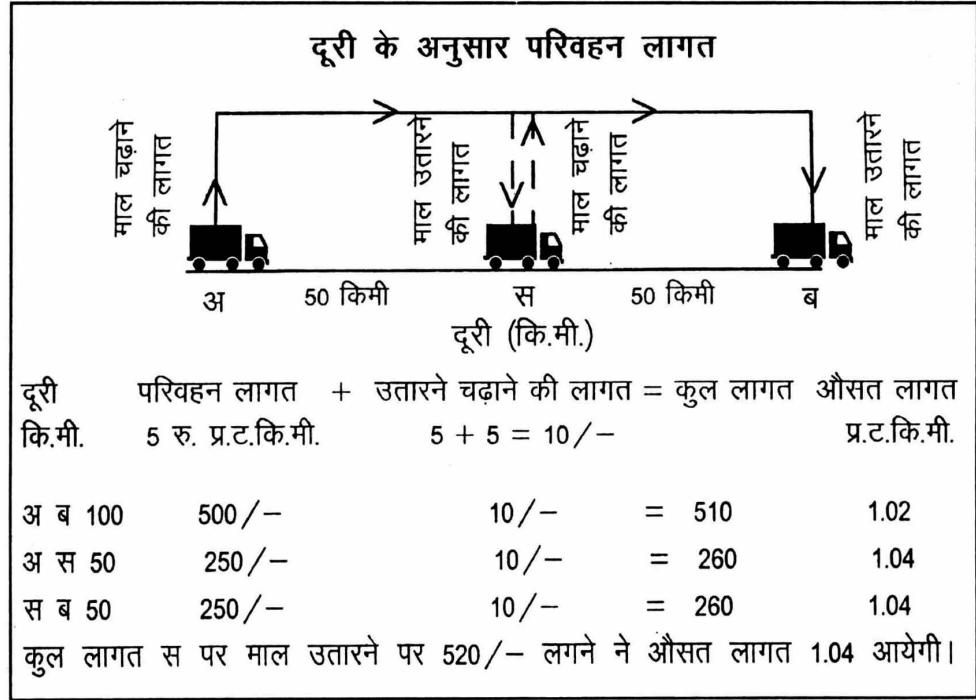 दूरी के अनुसार परिवहन लागत
माल चढ़ाने
की लागत
माल उतारने
की लागत
माल चढ़ाने
की लागत
माल उतारने
की लागत
अ 50 किमी स 50 किमी ब
दूरी (कि.मी.)
दूरी परिवहन लागत + उतारने चढ़ाने की लागत = कुल लागत औसत लागत
कि.मी. 5 रु. प्र.ट.कि.मी. 5 + 5 = 10/– प्र.ट.कि.मी.
अ ब 100 500/– 10/– = 510 1.02
अ स 50 250/– 10/– = 260 1.04
स ब 50 250/– 10/– = 260 1.04
कुल लागत स पर माल उतारने पर 520/– लगने ने औसत लागत 1.04 आयेगी।